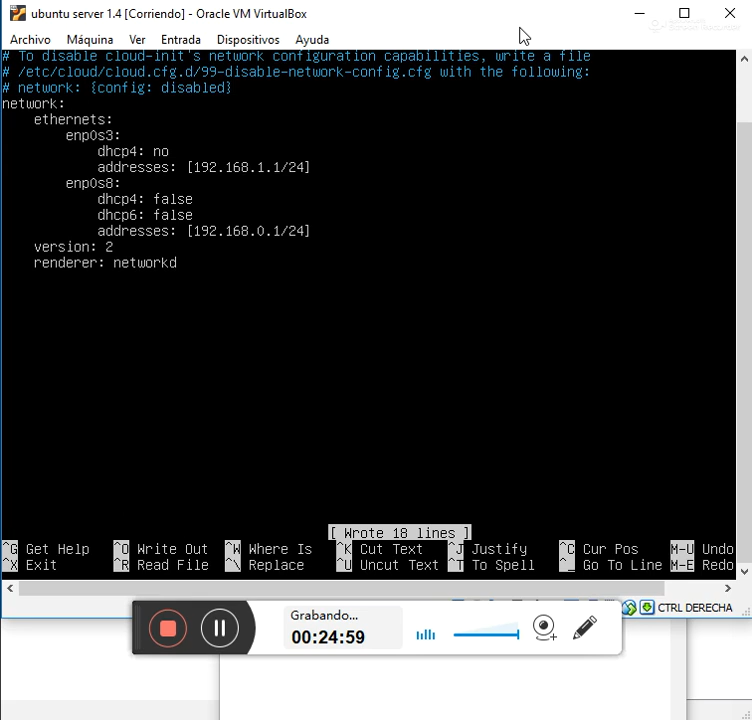 ubuntu server 1.4 [Corriendo] - Oracle VM VirtualBox
Archivo Máquina Ver Entrada Dispositivos Ayuda
# To disable cloud-init's network configuration capabilities, write a file
# /etc/cloud/cloud.cfg.d/99-disable-network-config.cfg with the following:
# network: {config: disabled}
network:
    ethernets:
        enp0s3:
            dhcp4: no
            addresses: [192.168.1.1/24]
        enp0s8:
            dhcp4: false
            dhcp6: false
            addresses: [192.168.0.1/24]
    version: 2
    renderer: networkd
[ Wrote 18 lines ]
^G Get Help ^O Write Out ^W Where Is ^K Cut Text ^J Justify ^C Cur Pos M-U Undo
^X Exit ^R Read File ^\ Replace ^U Uncut Text ^T To Spell ^_ Go To Line M-E Redo
CTRL DERECHA
Grabando...
00:24:59